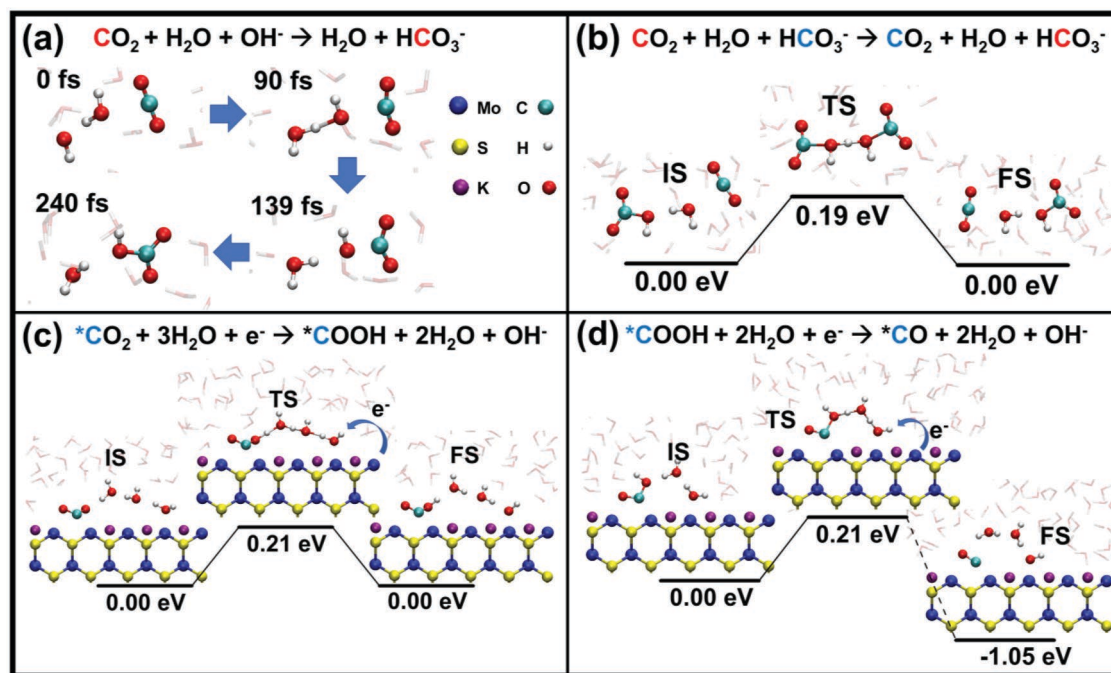 (a) CO₂ + H₂O + OH⁻ → H₂O + HCO₃⁻
0 fs
90 fs
240 fs
139 fs
Mo C
S H
K O
(b) CO₂ + H₂O + HCO₃⁻ → CO₂ + H₂O + HCO₃⁻
TS
IS
FS
0.19 eV
0.00 eV
0.00 eV
(c) *CO₂ + 3H₂O + e⁻ → *COOH + 2H₂O + OH⁻
TS
e⁻
IS
FS
0.21 eV
0.00 eV
0.00 eV
(d) *COOH + 2H₂O + e⁻ → *CO + 2H₂O + OH⁻
TS
e⁻
IS
FS
0.21 eV
0.00 eV
-1.05 eV